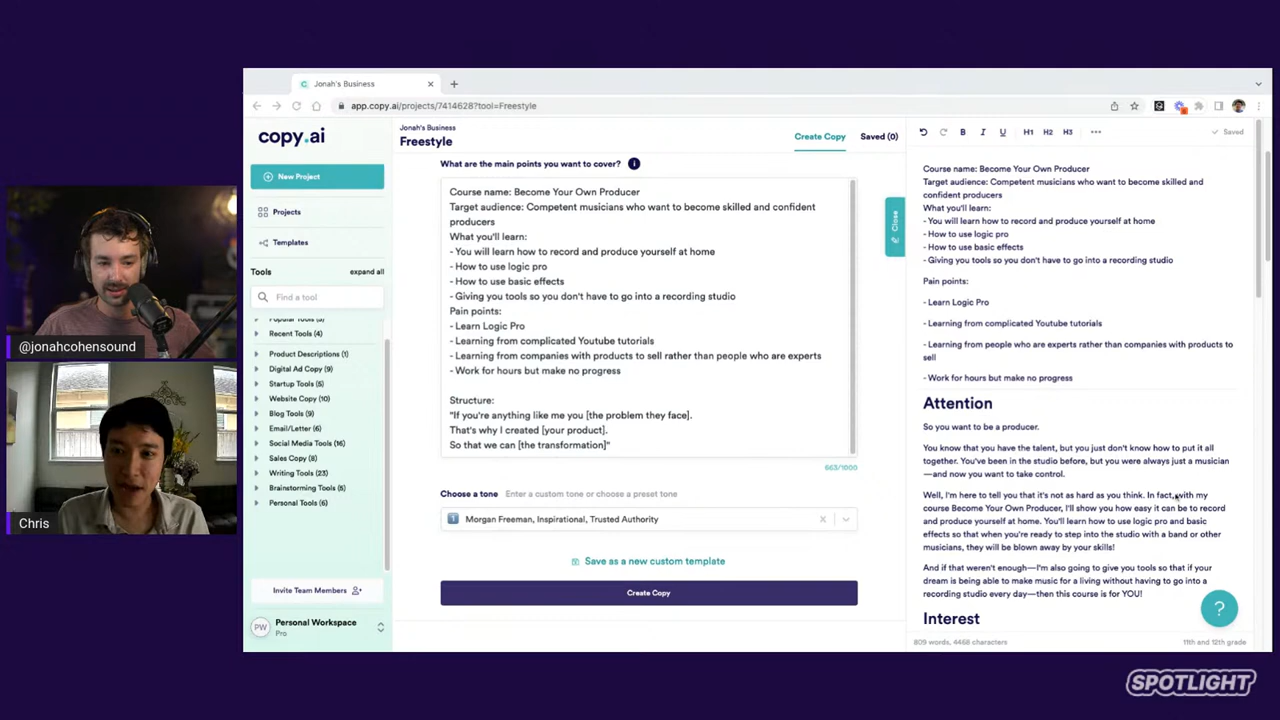 Jonah's Business
app.copy.ai/projects/7414628?tool=Freestyle
copy.ai
New Project
Projects
Templates
Tools
expand all
Find a tool
Recent Tools (4)
Product Descriptions (1)
Digital Ad Copy (9)
Startup Tools (5)
Website Copy (10)
Blog Tools (9)
Email/Letter (6)
Social Media Tools (16)
Sales Copy (8)
Writing Tools (23)
Brainstorming Tools (5)
Personal Tools (6)
Invite Team Members
PW
Personal Workspace
Pro
Jonah's Business
Freestyle
Create Copy
Saved (0)
What are the main points you want to cover?
Course name: Become Your Own Producer
Target audience: Competent musicians who want to become skilled and confident
producers
What you'll learn:
- You will learn how to record and produce yourself at home
- How to use logic pro
- How to use basic effects
- Giving you tools so you don't have to go into a recording studio
Pain points:
- Learn Logic Pro
- Learning from complicated Youtube tutorials
- Learning from companies with products to sell rather than people who are experts
- Work for hours but make no progress
Structure:
"If you're anything like me you [the problem they face].
That's why I created [your product].
So that we can [the transformation]"
663/1000
Choose a tone
Enter a custom tone or choose a preset tone
Morgan Freeman, Inspirational, Trusted Authority
Save as a new custom template
Create Copy
Close
B
I
U
H1
H2
H3
Saved
Course name: Become Your Own Producer
Target audience: Competent musicians who want to become skilled and
confident producers
What you'll learn:
- You will learn how to record and produce yourself at home
- How to use logic pro
- How to use basic effects
- Giving you tools so you don't have to go into a recording studio
Pain points:
- Learn Logic Pro
- Learning from complicated Youtube tutorials
- Learning from people who are experts rather than companies with products to
sell
- Work for hours but make no progress
Attention
So you want to be a producer.
You know that you have the talent, but you just don't know how to put it all
together. You've been in the studio before, but you were always just a musician
—and now you want to take control.
Well, I'm here to tell you that it's not as hard as you think. In fact, with my
course Become Your Own Producer, I'll show you how easy it can be to record
and produce yourself at home. You'll learn how to use logic pro and basic
effects so that when you're ready to step into the studio with a band or other
musicians, they will be blown away by your skills!
And if that weren't enough—I'm also going to give you tools so that if your
dream is being able to make music for a living without having to go into a
recording studio every day—then this course is for YOU!
Interest
?
809 words, 4468 characters
11th and 12th grade
@jonahcohensound
Chris
SPOTLIGHT